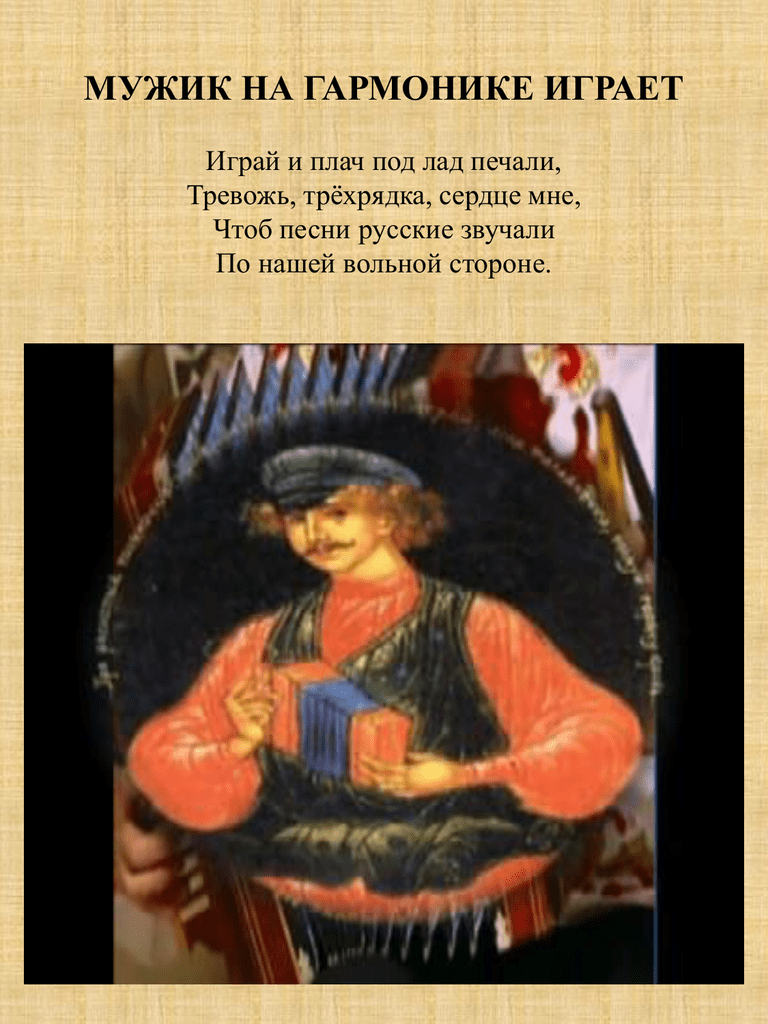 МУЖИК НА ГАРМОНИКЕ ИГРАЕТ
Играй и плач под лад печали,
Тревожь, трёхрядка, сердце мне,
Чтоб песни русские звучали
По нашей вольной стороне.